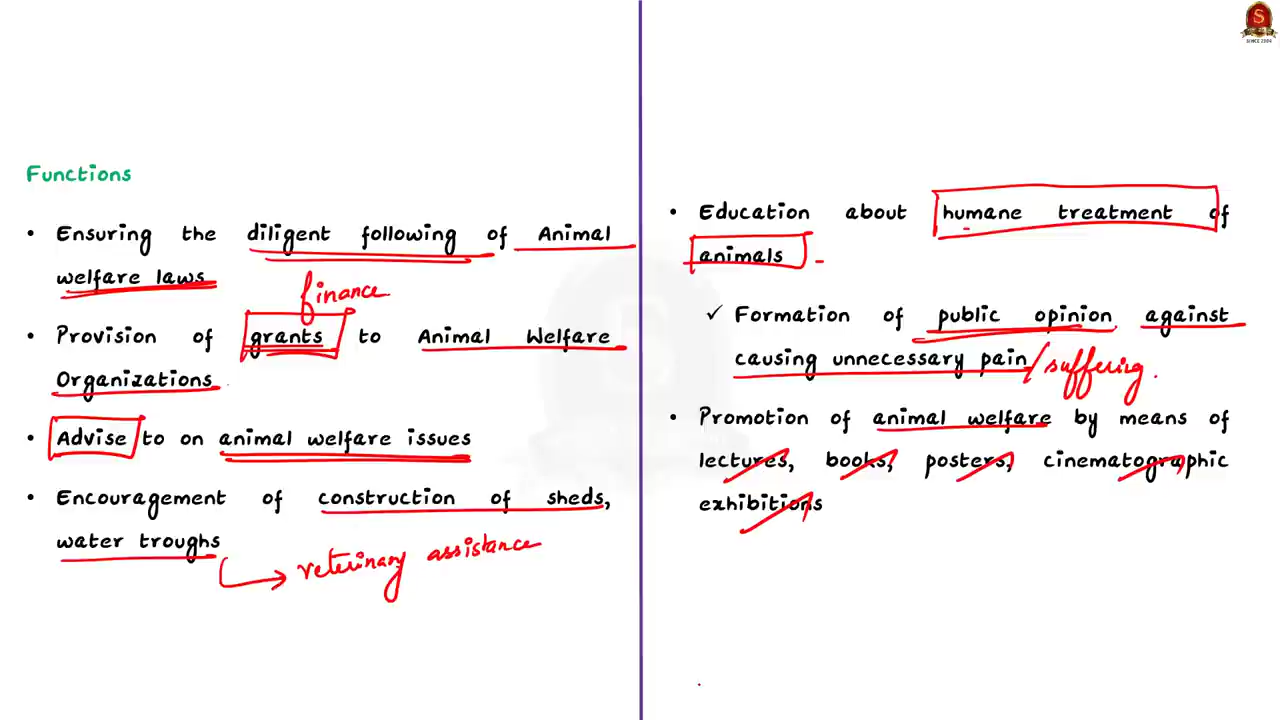 S
SINCE 2004
Functions
• Ensuring the diligent following of Animal
welfare laws
finance
• Provision of grants to Animal Welfare
Organizations
• Advise to on animal welfare issues
• Encouragement of construction of sheds,
water troughs
veterinary assistance
• Education about humane treatment of
animals
✓ Formation of public opinion against
causing unnecessary pain/suffering.
• Promotion of animal welfare by means of
lectures, books, posters, cinematographic
exhibitions